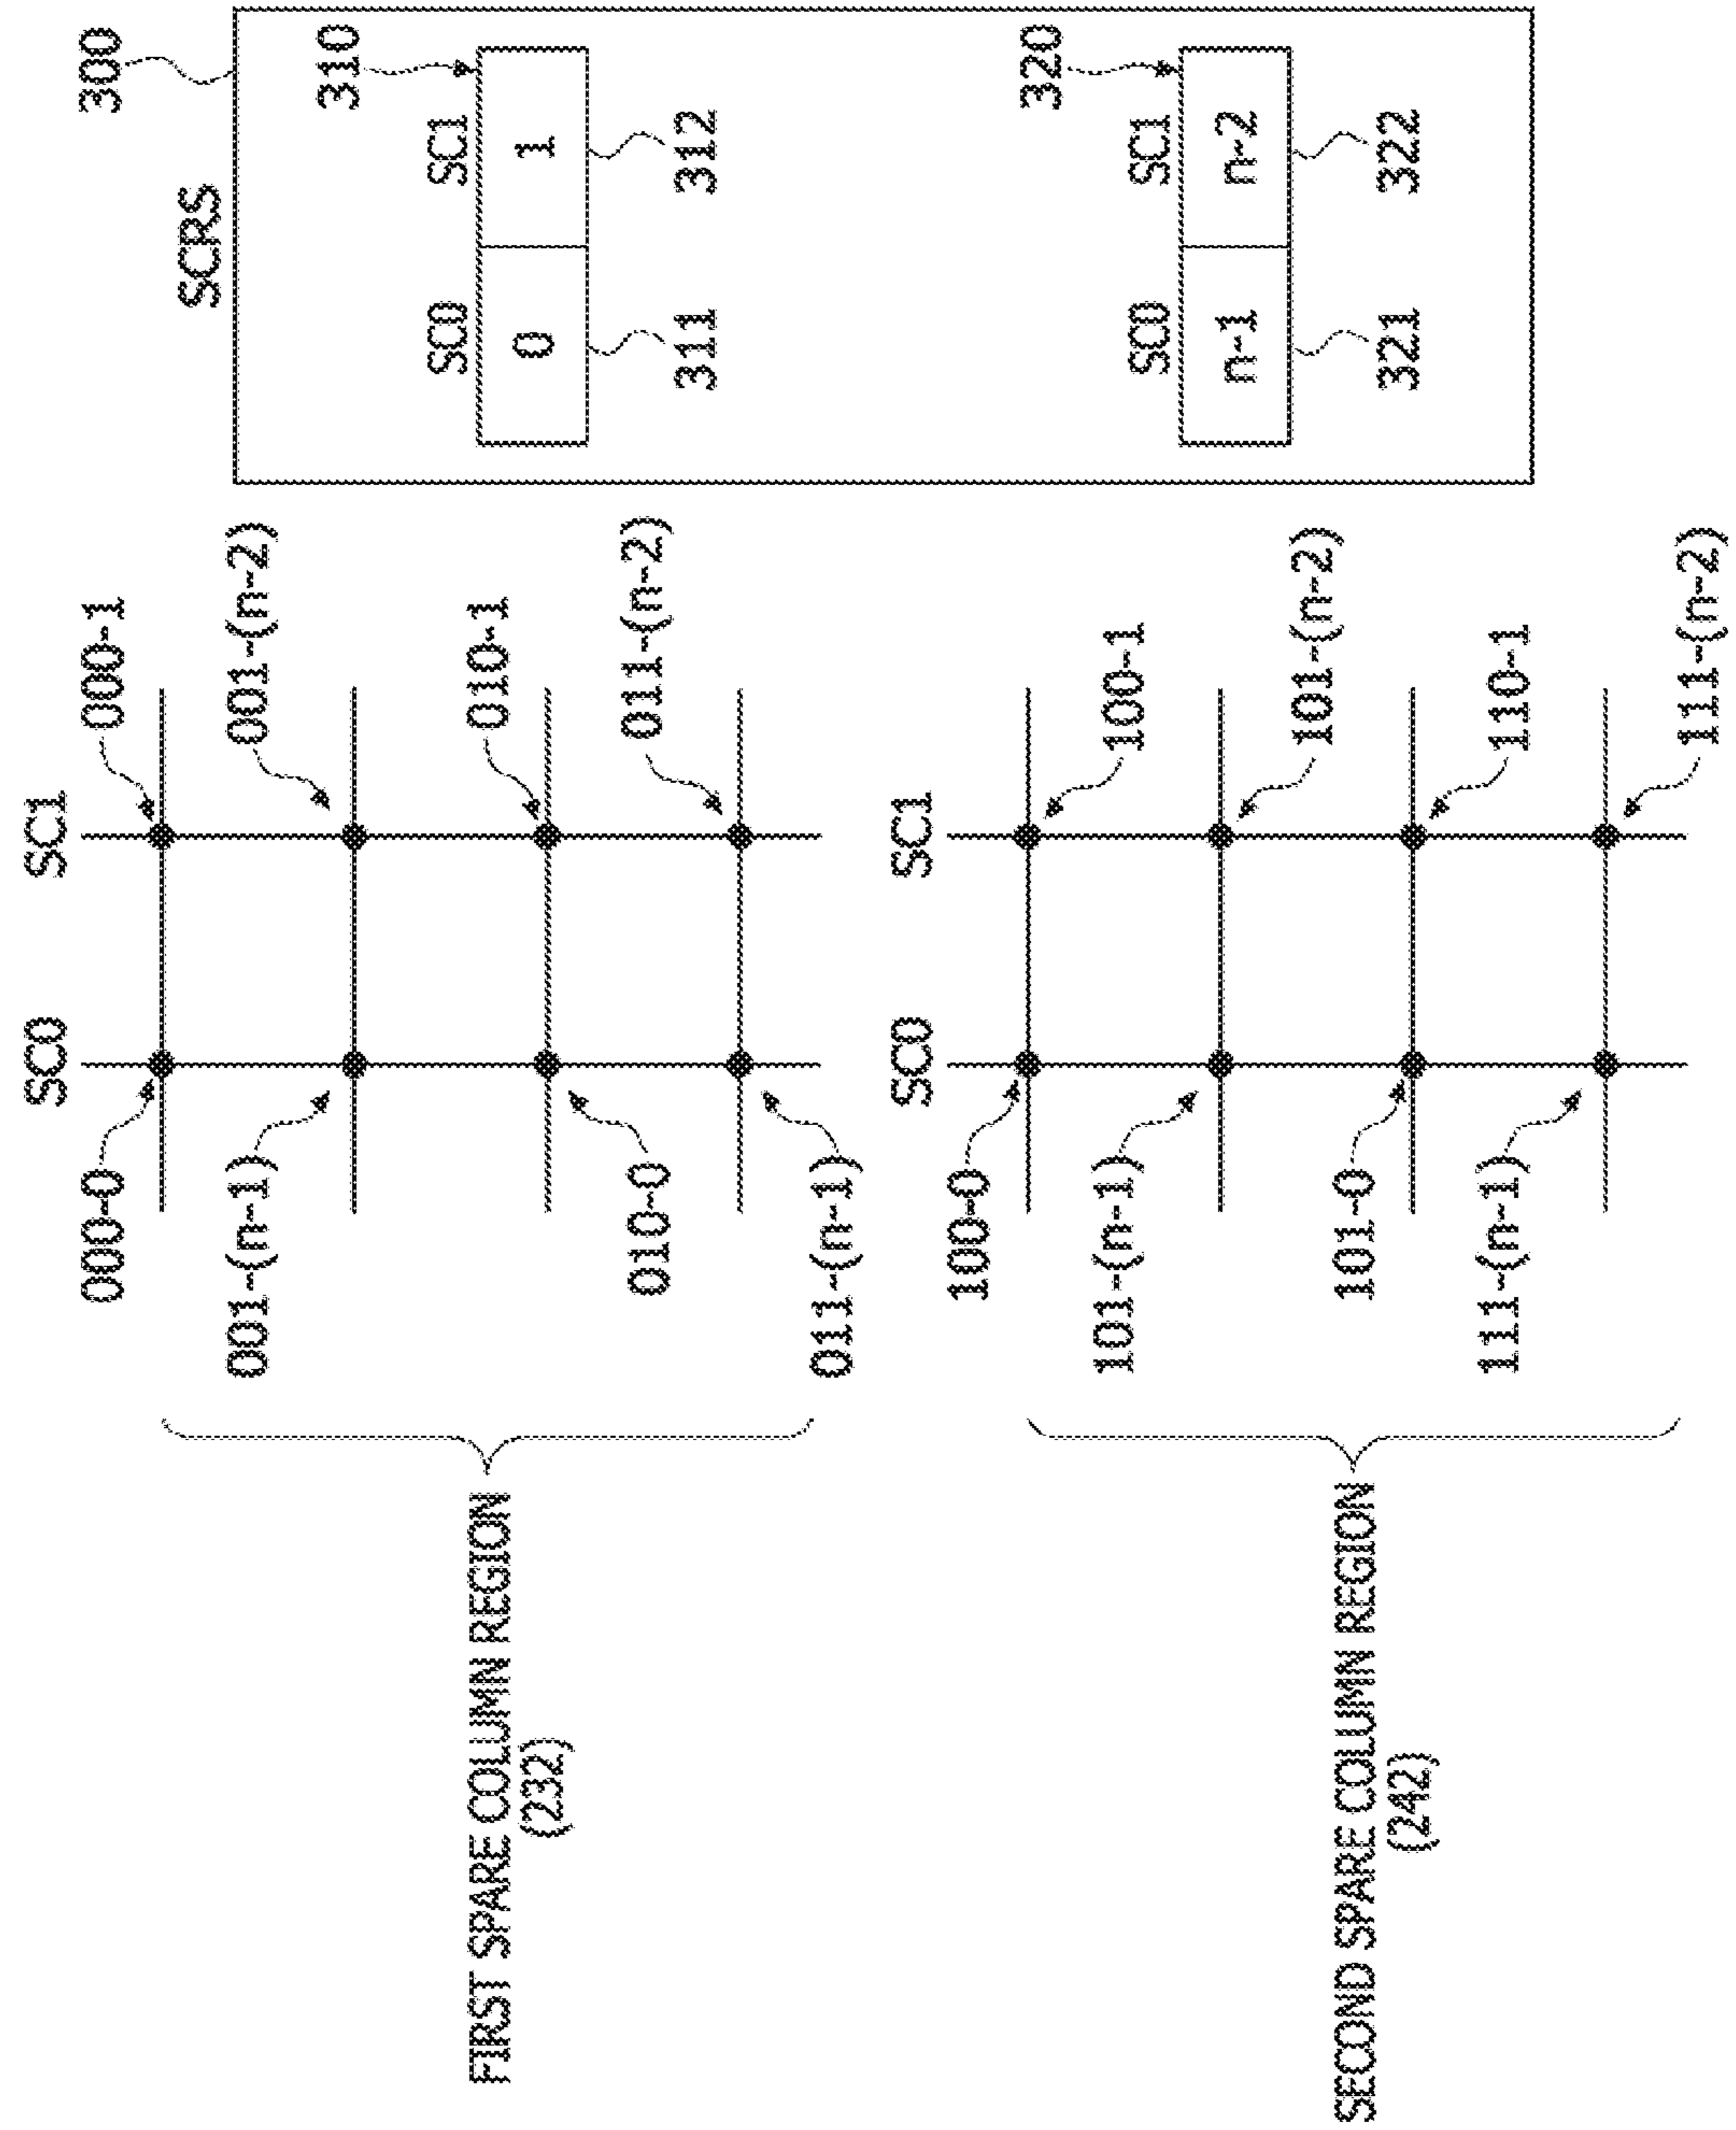 FIRST SPARE COLUMN REGION
(232)
SC0
SC1
000-0
000-1
001-(n-1)
001-(n-2)
010-0
010-1
011-(n-1)
011-(n-2)
SECOND SPARE COLUMN REGION
(242)
SC0
SC1
100-0
100-1
101-(n-1)
101-(n-2)
101-0
110-1
111-(n-1)
111-(n-2)
SCRS
300
310
SC0 SC1
0 1
311 312
320
SC0 SC1
n-1 n-2
321 322